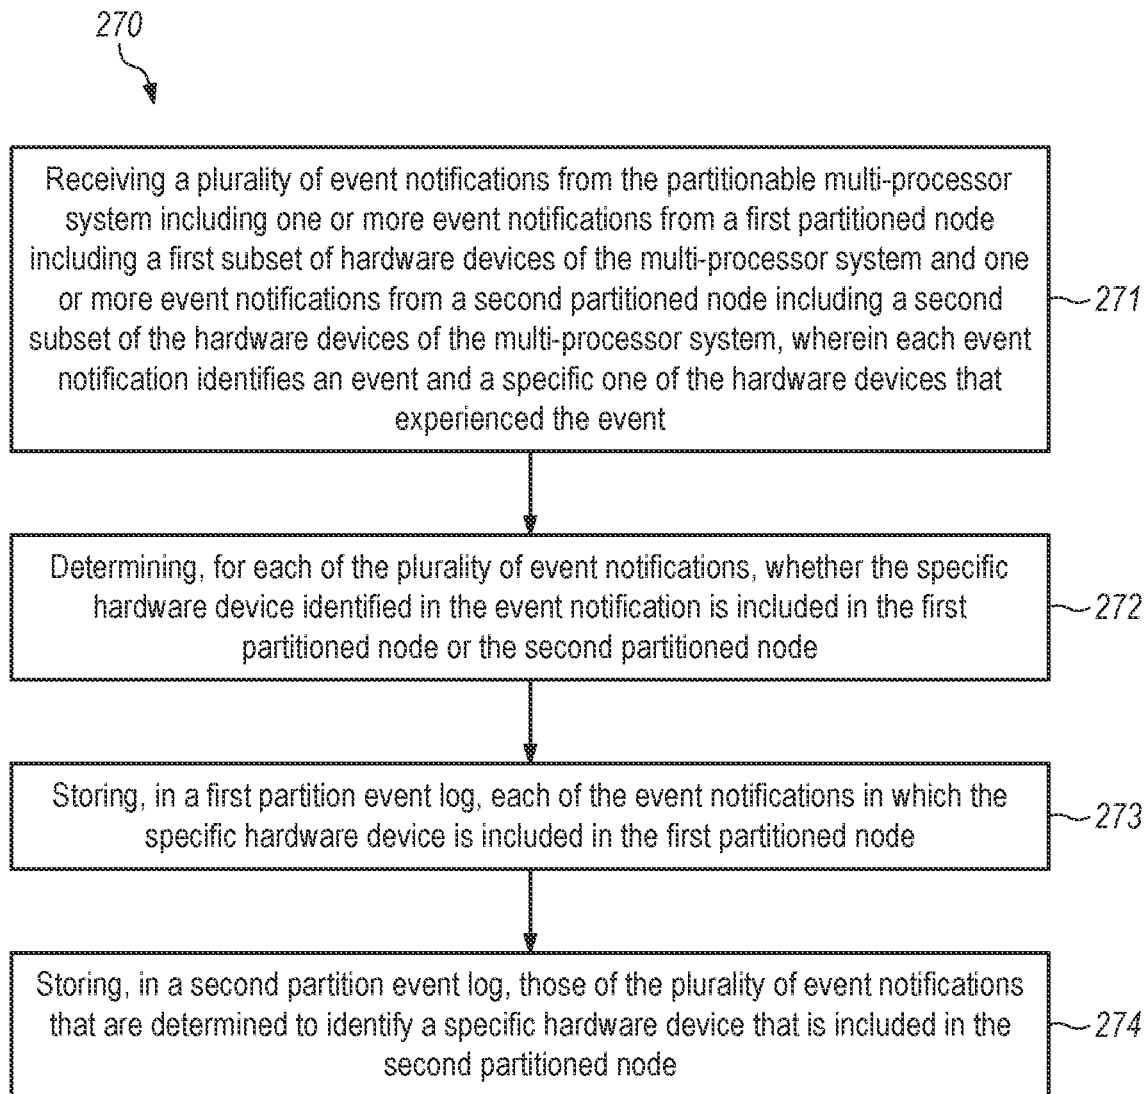 270
Receiving a plurality of event notifications from the partitionable multi-processor
system including one or more event notifications from a first partitioned node
including a first subset of hardware devices of the multi-processor system and one
or more event notifications from a second partitioned node including a second
subset of the hardware devices of the multi-processor system, wherein each event
notification identifies an event and a specific one of the hardware devices that
experienced the event
271
Determining, for each of the plurality of event notifications, whether the specific
hardware device identified in the event notification is included in the first
partitioned node or the second partitioned node
272
Storing, in a first partition event log, each of the event notifications in which the
specific hardware device is included in the first partitioned node
273
Storing, in a second partition event log, those of the plurality of event notifications
that are determined to identify a specific hardware device that is included in the
second partitioned node
274